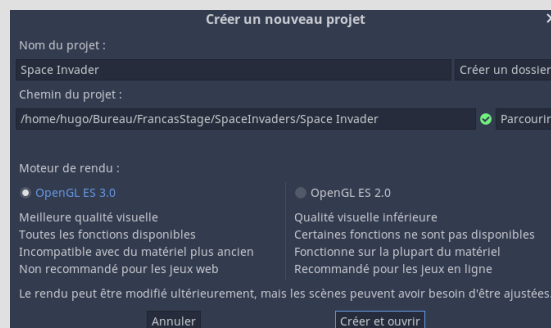 Créer un nouveau projet
Nom du projet :
Space Invader
Créer un dossier
Chemin du projet :
/home/hugo/Bureau/FrancasStage/SpaceInvaders/Space Invader
Parcourir
Moteur de rendu :
OpenGL ES 3.0
Meilleure qualité visuelle
Toutes les fonctions disponibles
Incompatible avec du matériel plus ancien
Non recommandé pour les jeux web
OpenGL ES 2.0
Qualité visuelle inférieure
Certaines fonctions ne sont pas disponibles
Fonctionne sur la plupart du matériel
Recommandé pour les jeux en ligne
Le rendu peut être modifié ultérieurement, mais les scènes peuvent avoir besoin d'être ajustées.
Annuler
Créer et ouvrir